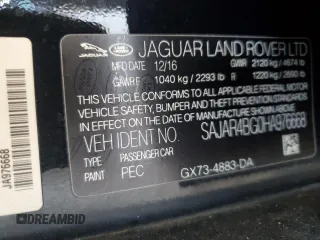 JAGUAR
LAND ROVER
JAGUAR LAND ROVER LTD
MFD DATE 12/16 GVWR 2120 kg / 4674 lb
GAWR F 1040 kg / 2293 lb R 1220 kg / 2690 lb
THIS VEHICLE CONFORMS TO ALL APPLICABLE
FEDERAL MOTOR VEHICLE SAFETY,
BUMPER, AND THEFT PREVENTION STANDARDS IN
EFFECT ON THE DATE OF MANUFACTURE SHOWN ABOVE.
VEH IDENT NO: SAJAR4BG0HA976668
TYPE: PASSENGER
PAINT: PEC GX73-4883-DA
JA976668
DREAMBID